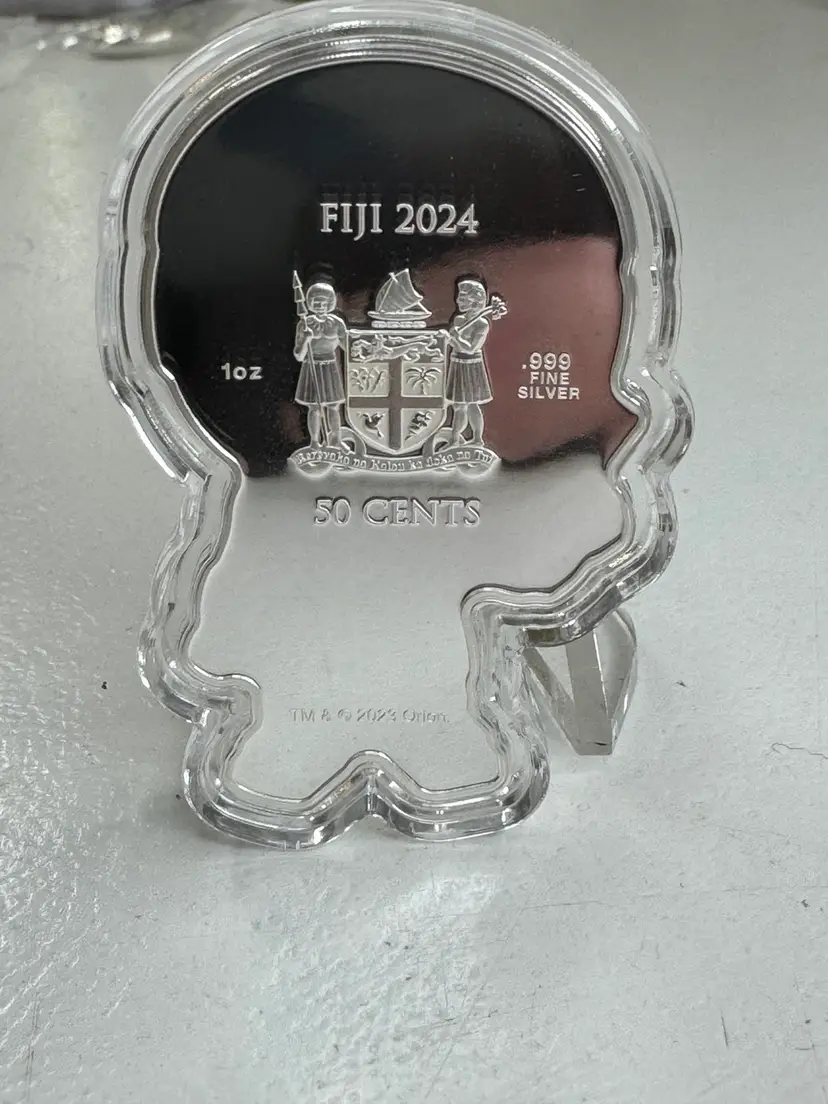 FIJI 2024
1oz
.999
FINE
SILVER
Rerevaka na Kalou ka doka na Tui
50 CENTS
TM & © 2023 Orion.